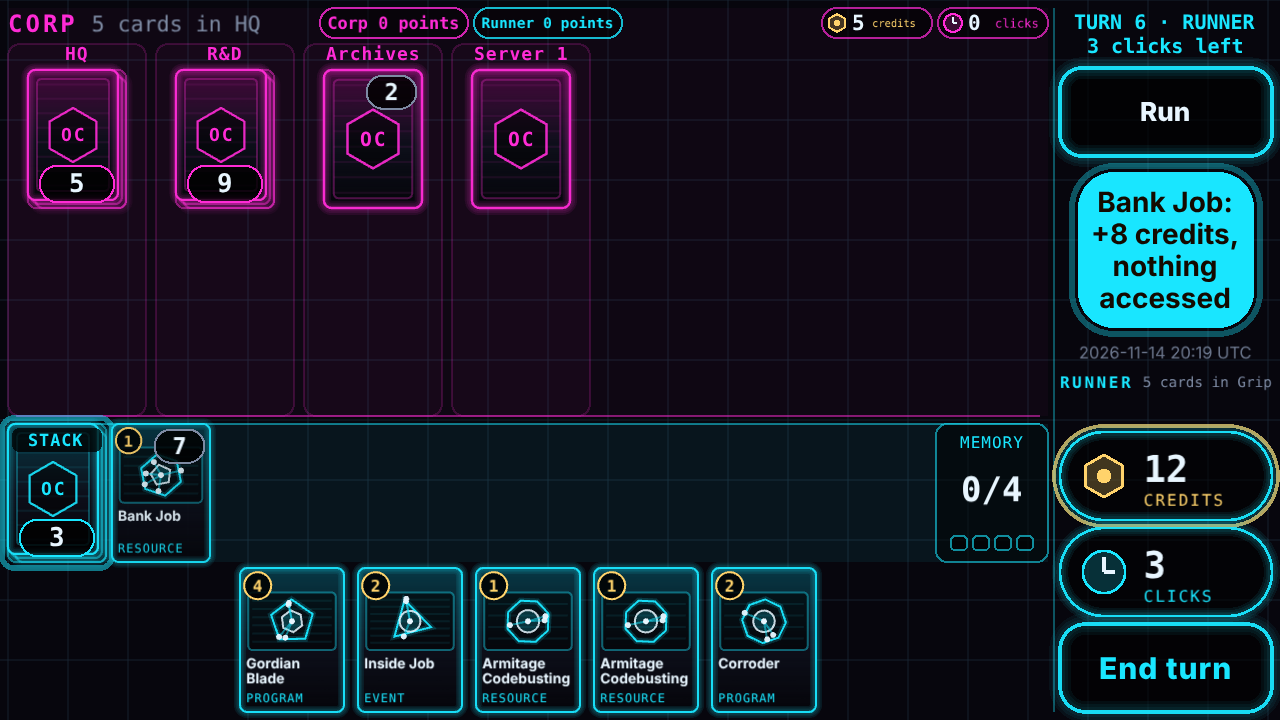 CORP 5 cards in HQ
Corp 0 points
Runner 0 points
5 credits
0 clicks
TURN 6 · RUNNER
3 clicks left
HQ
R&D
Archives
Server 1
OC
5
OC
9
2
OC
OC
Run
Bank Job:
+8 credits,
nothing
accessed
2026-11-14 20:19 UTC
RUNNER 5 cards in Grip
STACK
OC
3
1
7
Bank Job
RESOURCE
MEMORY
0/4
12
CREDITS
3
CLICKS
End turn
4
Gordian
Blade
PROGRAM
2
Inside Job
EVENT
1
Armitage
Codebusting
RESOURCE
1
Armitage
Codebusting
RESOURCE
2
Corroder
PROGRAM